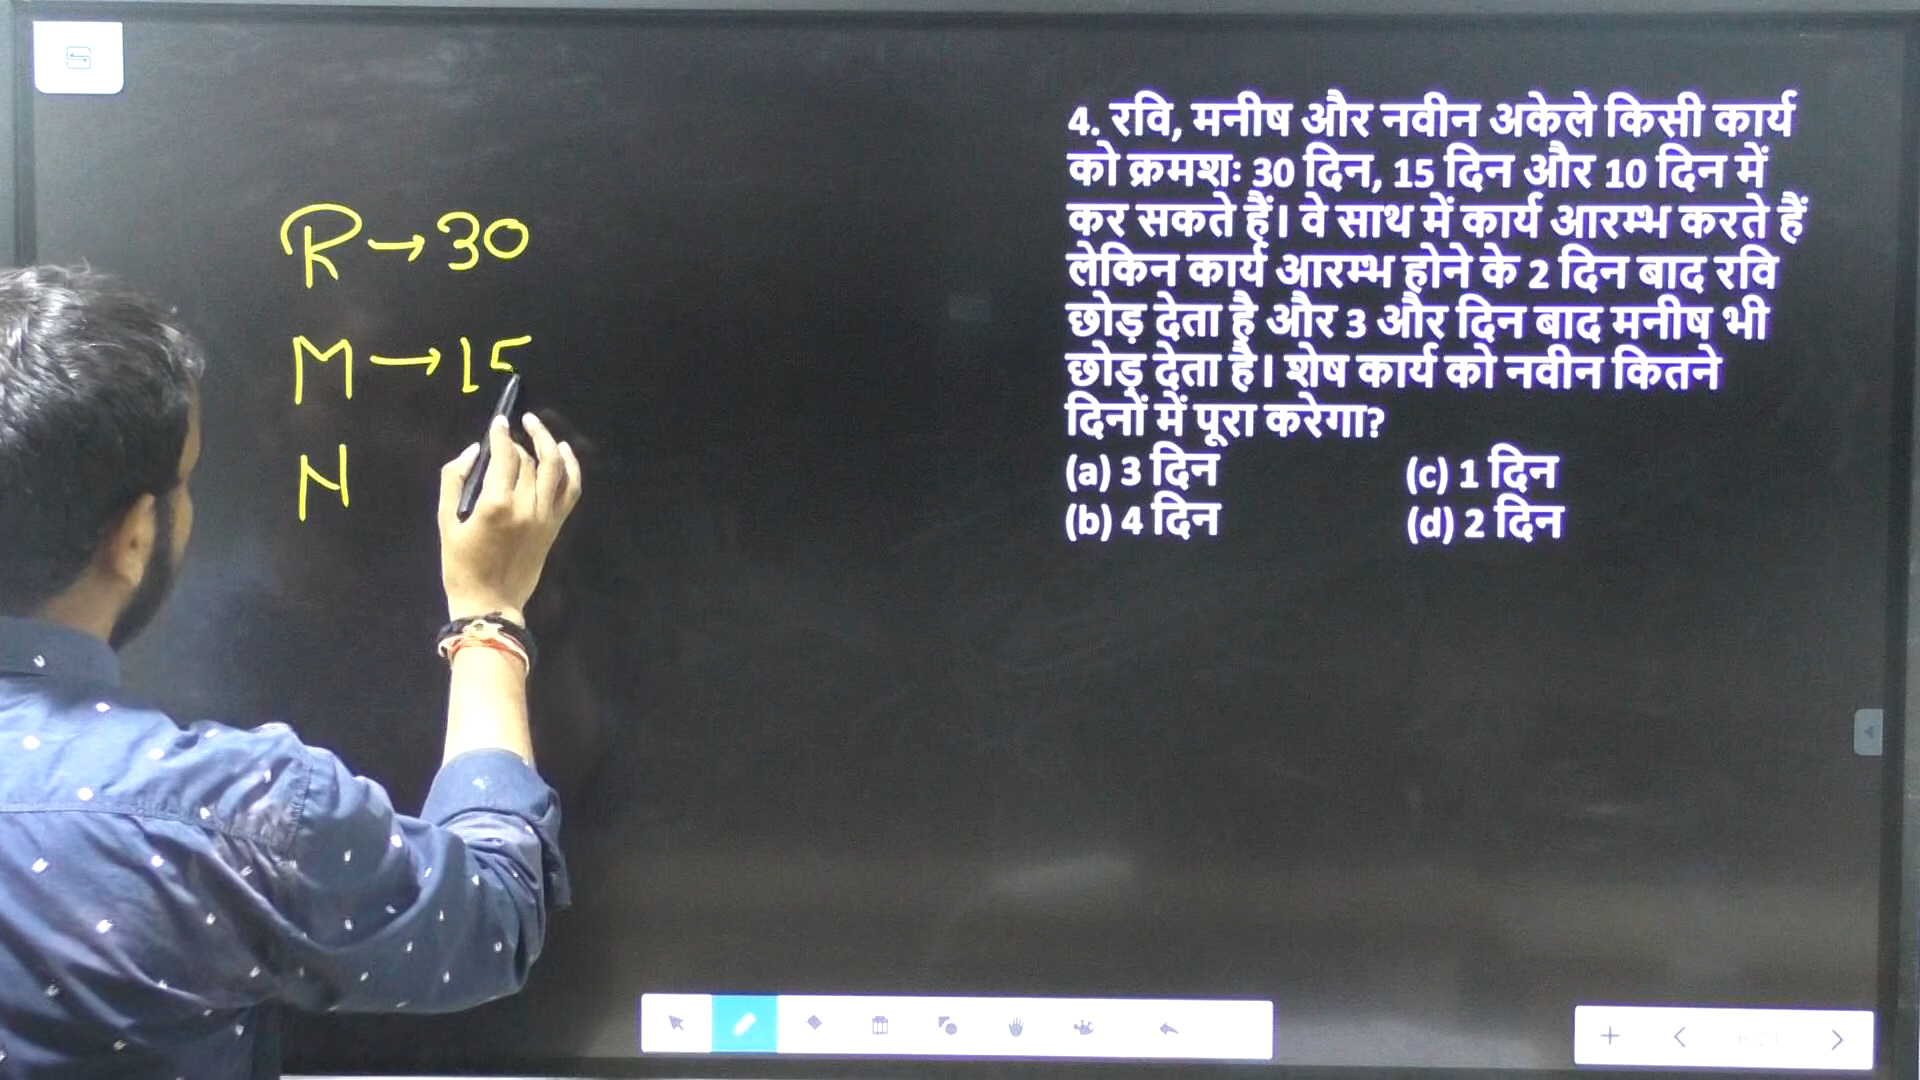 R → 30
M → 15
N
4. रवि, मनीष और नवीन अकेले किसी कार्य
को क्रमशः 30 दिन, 15 दिन और 10 दिन में
कर सकते हैं। वे साथ में कार्य आरम्भ करते हैं
लेकिन कार्य आरम्भ होने के 2 दिन बाद रवि
छोड़ देता है और 3 और दिन बाद मनीष भी
छोड़ देता है। शेष कार्य को नवीन कितने
दिनों में पूरा करेगा?
(a) 3 दिन (c) 1 दिन
(b) 4 दिन (d) 2 दिन